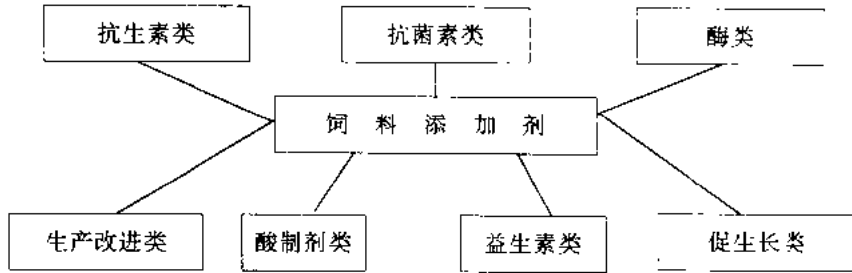 抗生素类
抗菌素类
酶类
饲料添加剂
生产改进类
酸制剂类
益生素类
促生长类